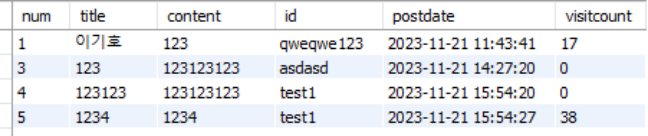 num title content id postdate visitcount
1 이기호 123 qweqwe123 2023-11-21 11:43:41 17
3 123 123123123 asdasd 2023-11-21 14:27:20 0
4 123123 123123123 test1 2023-11-21 15:54:20 0
5 1234 1234 test1 2023-11-21 15:54:27 38